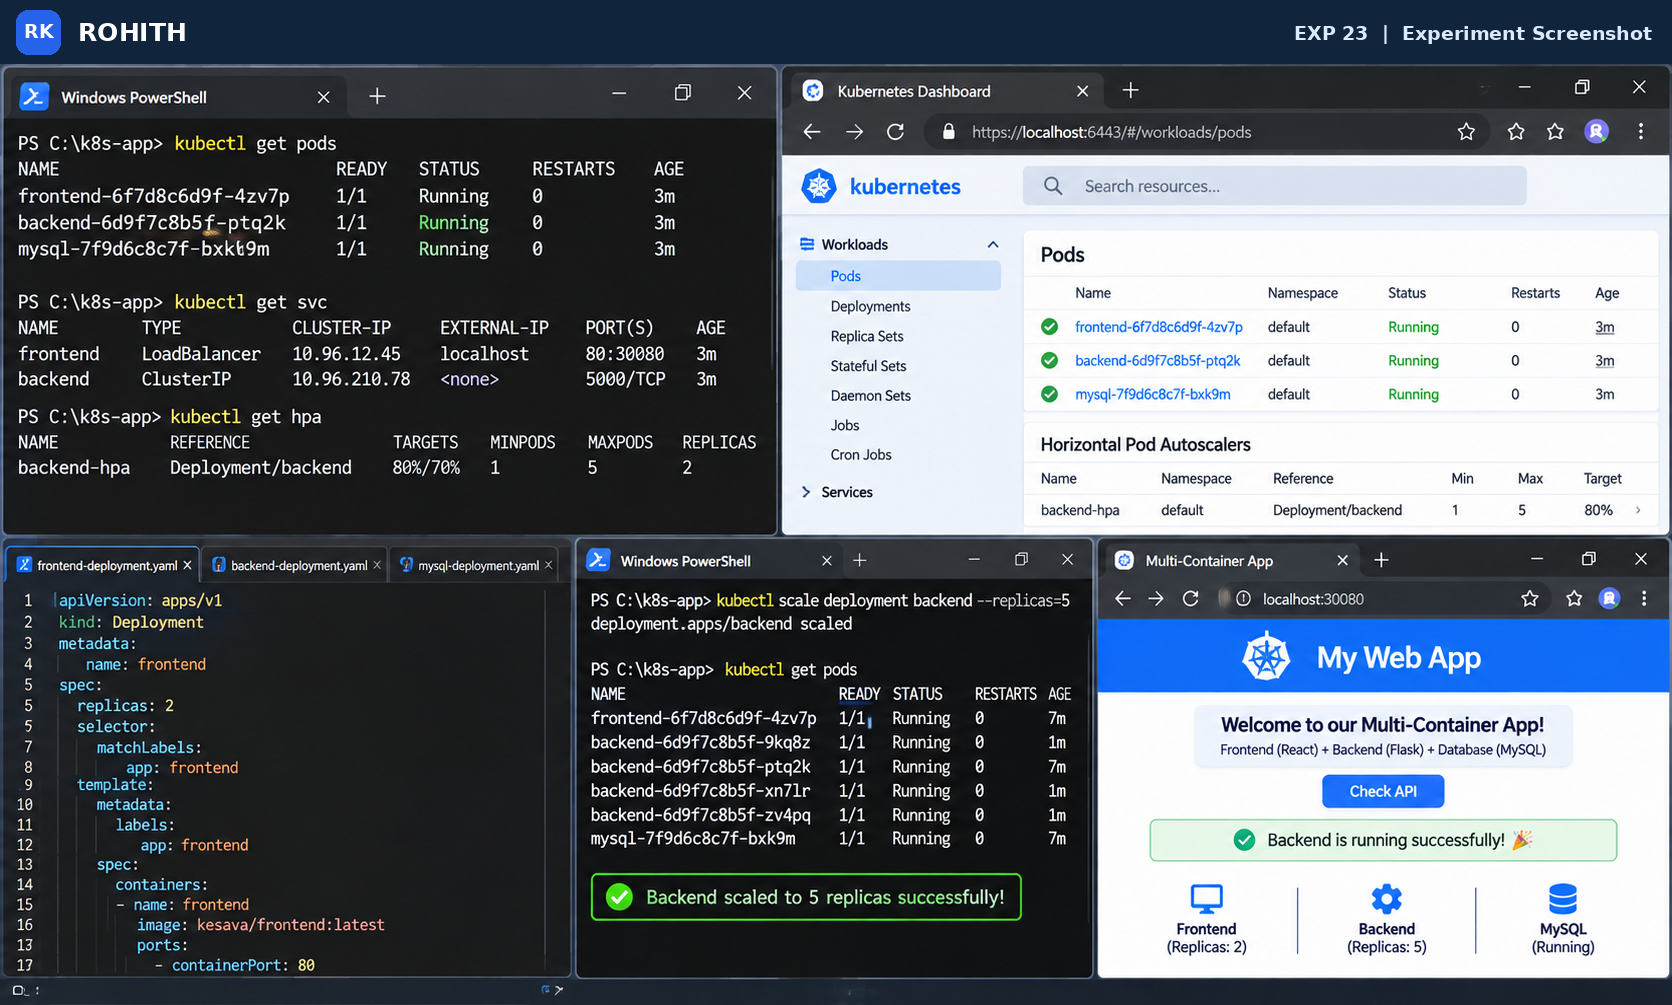 RK ROHITH
EXP 23 | Experiment Screenshot
Windows PowerShell
PS C:\k8s-app> kubectl get pods
NAME READY STATUS RESTARTS AGE
frontend-6f7d8c6d9f-4zv7p 1/1 Running 0 3m
backend-6d9f7c8b5f-ptq2k 1/1 Running 0 3m
mysql-7f9d6c8c7f-bxkt9m 1/1 Running 0 3m
PS C:\k8s-app> kubectl get svc
NAME TYPE CLUSTER-IP EXTERNAL-IP PORT(S) AGE
frontend LoadBalancer 10.96.12.45 localhost 80:30080 3m
backend ClusterIP 10.96.210.78 <none> 5000/TCP 3m
PS C:\k8s-app> kubectl get hpa
NAME REFERENCE TARGETS MINPODS MAXPODS REPLICAS
backend-hpa Deployment/backend 80%/70% 1 5 2
Kubernetes Dashboard
https://localhost:6443/#/workloads/pods
R
kubernetes
Search resources...
Workloads
Pods
Deployments
Replica Sets
Stateful Sets
Daemon Sets
Jobs
Cron Jobs
Services
Pods
Name Namespace Status Restarts Age
frontend-6f7d8c6d9f-4zv7p default Running 0 3m
backend-6d9f7c8b5f-ptq2k default Running 0 3m
mysql-7f9d6c8c7f-bxk9m default Running 0 3m
Horizontal Pod Autoscalers
Name Namespace Reference Min Max Target
backend-hpa default Deployment/backend 1 5 80%
frontend-deployment.yaml backend-deployment.yaml mysql-deployment.yaml
1 apiVersion: apps/v1
2 kind: Deployment
3 metadata:
4 name: frontend
5 spec:
5 replicas: 2
5 selector:
7 matchLabels:
8 app: frontend
9 template:
10 metadata:
11 labels:
12 app: frontend
13 spec:
14 containers:
15 - name: frontend
16 image: kesava/frontend:latest
13 ports:
17 - containerPort: 80
Windows PowerShell
PS C:\k8s-app> kubectl scale deployment backend --replicas=5
deployment.apps/backend scaled
PS C:\k8s-app> kubectl get pods
NAME READY STATUS RESTARTS AGE
frontend-6f7d8c6d9f-4zv7p 1/1 Running 0 7m
backend-6d9f7c8b5f-9kq8z 1/1 Running 0 1m
backend-6d9f7c8b5f-ptq2k 1/1 Running 0 7m
backend-6d9f7c8b5f-xn7lr 1/1 Running 0 1m
backend-6d9f7c8b5f-zv4pq 1/1 Running 0 1m
mysql-7f9d6c8c7f-bxk9m 1/1 Running 0 7m
Backend scaled to 5 replicas successfully!
Multi-Container App
localhost:30080
My Web App
Welcome to our Multi-Container App!
Frontend (React) + Backend (Flask) + Database (MySQL)
Check API
Backend is running successfully! 🎉
Frontend
(Replicas: 2)
Backend
(Replicas: 5)
MySQL
(Running)